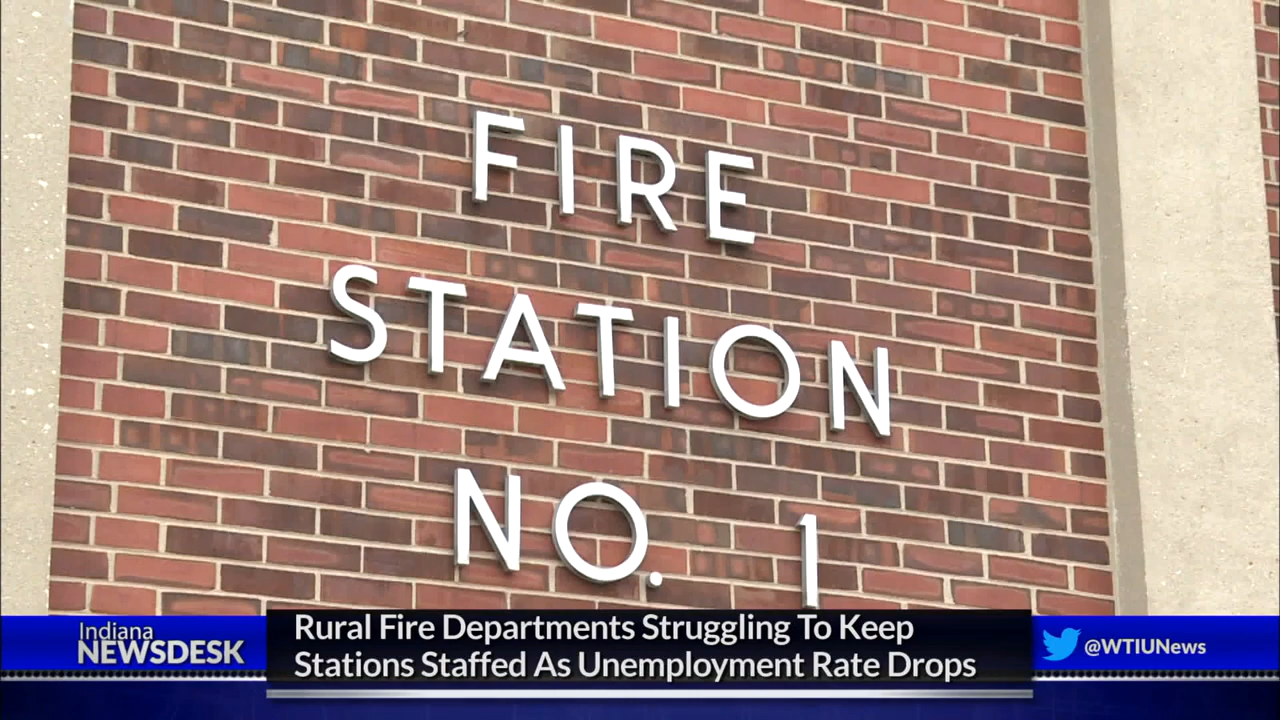 FIRE
STATION
NO. 1
Indiana
NEWSDESK
Rural Fire Departments Struggling To Keep
Stations Staffed As Unemployment Rate Drops
@WTIUNews